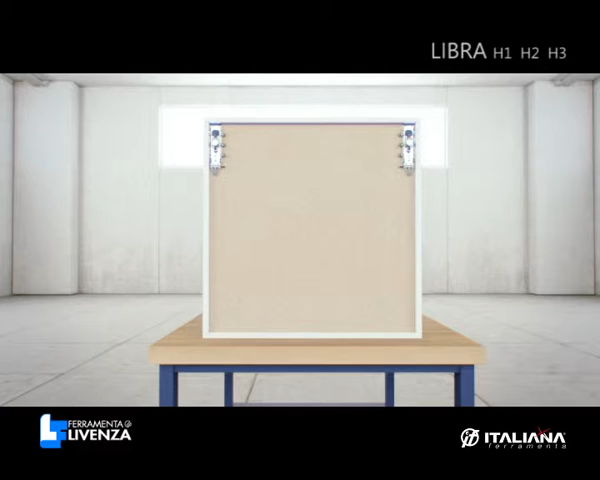 LIBRA H1 H2 H3
FERRAMENTA
LIVENZA
ITALIANA
ferramenta